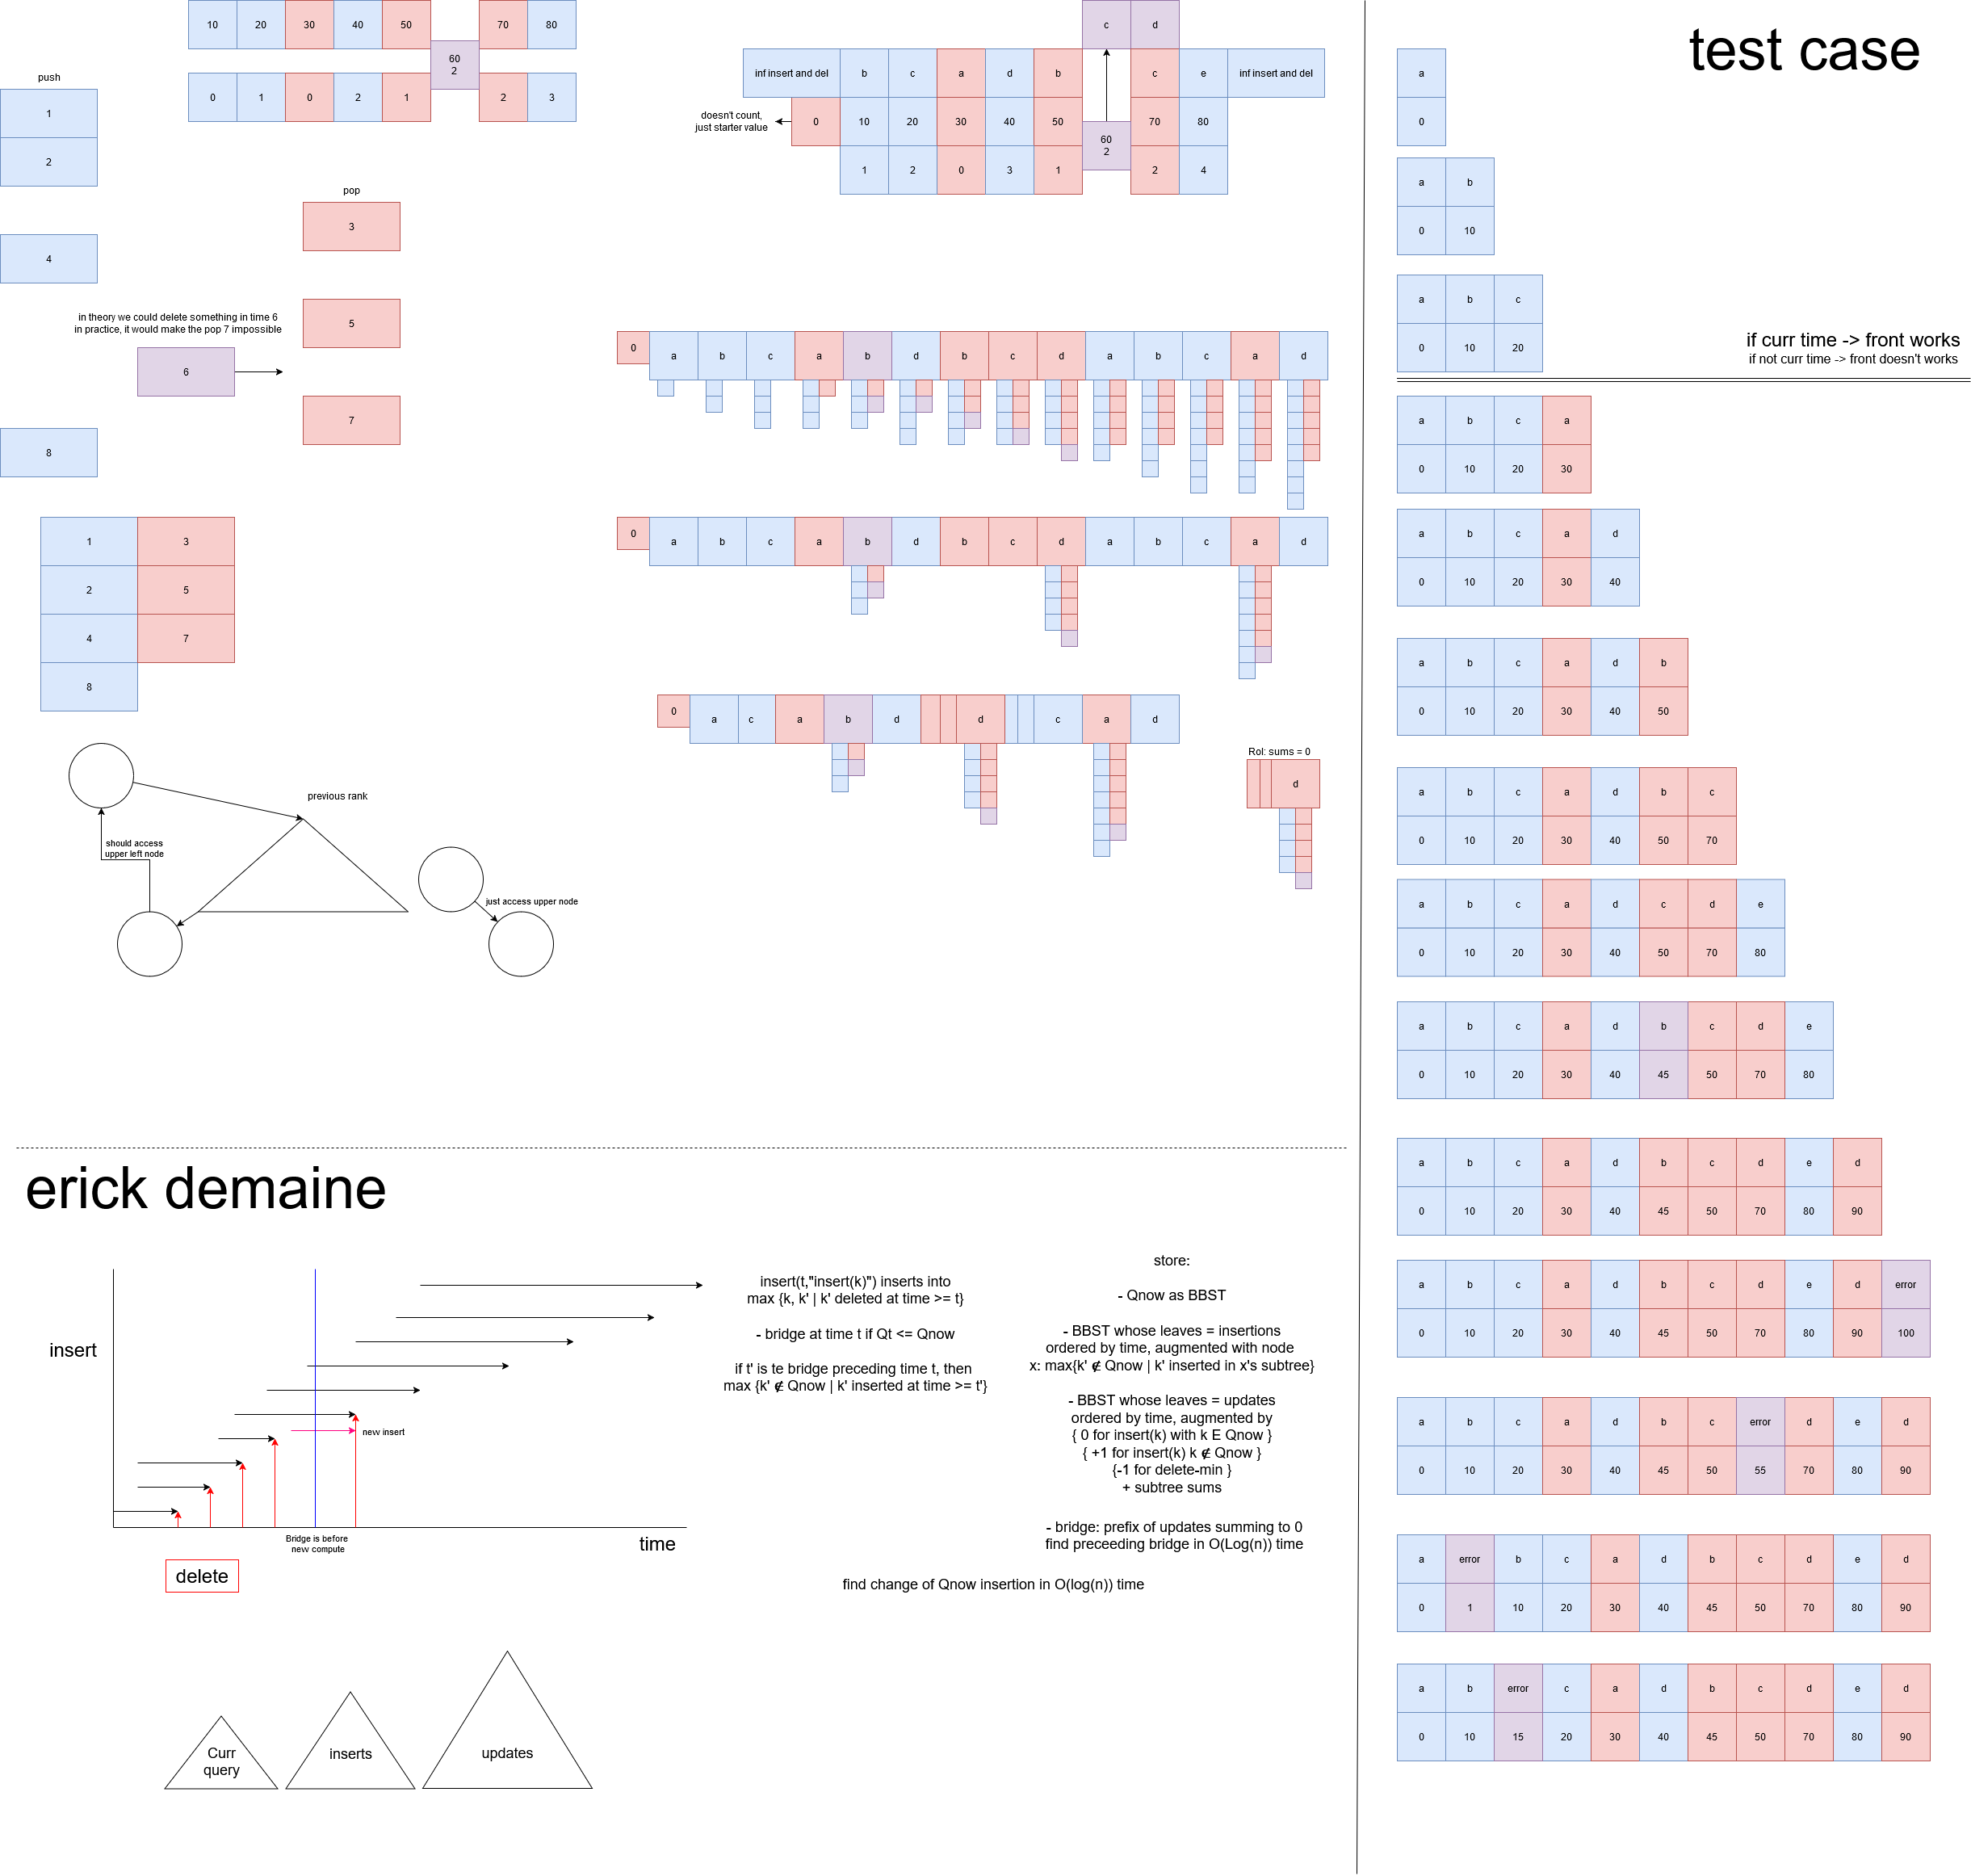 10 20 30 40 50 70 80
60
2
0 1 0 2 1 2 3
push
1
2
4
8
pop
3
5
7
in theory we could delete something in time 6
in practice, it would make the pop 7 impossible
6
1 3
2 5
4 7
8
previous rank
should access
upper left node
just access upper node
c d
inf insert and del b c a d b c e inf insert and del
doesn't count,
just starter value
0 10 20 30 40 50 70 80
60
2
1 2 0 3 1 2 4
0 a b c a b d b c d a b c a d
0 a b c a b d b c d a b c a d
0 a c a b d d c a d
Rol: sums = 0
d
test case
a
0
a b
0 10
a b c
0 10 20
if curr time -> front works
if not curr time -> front doesn't works
a b c a
0 10 20 30
a b c a d
0 10 20 30 40
a b c a d b
0 10 20 30 40 50
a b c a d b c
0 10 20 30 40 50 70
a b c a d c d e
0 10 20 30 40 50 70 80
a b c a d b c d e
0 10 20 30 40 45 50 70 80
a b c a d b c d e d
0 10 20 30 40 45 50 70 80 90
a b c a d b c d e d error
0 10 20 30 40 45 50 70 80 90 100
a b c a d b c error d e d
0 10 20 30 40 45 50 55 70 80 90
a error b c a d b c d e d
0 1 10 20 30 40 45 50 70 80 90
a b error c a d b c d e d
0 10 15 20 30 40 45 50 70 80 90
erick demaine
insert
new insert
Bridge is before
new compute
time
delete
insert(t,"insert(k)") inserts into
max {k, k' | k' deleted at time >= t}
- bridge at time t if Qt <= Qnow
if t' is te bridge preceding time t, then
max {k' ∉ Qnow | k' inserted at time >= t'}
store:
- Qnow as BBST
- BBST whose leaves = insertions
ordered by time, augmented with node
x: max{k' ∉ Qnow | k' inserted in x's subtree}
- BBST whose leaves = updates
ordered by time, augmented by
{ 0 for insert(k) with k E Qnow }
{ +1 for insert(k) k ∉ Qnow }
{-1 for delete-min }
+ subtree sums
- bridge: prefix of updates summing to 0
find preceeding bridge in O(Log(n)) time
find change of Qnow insertion in O(log(n)) time
Curr
query
inserts
updates